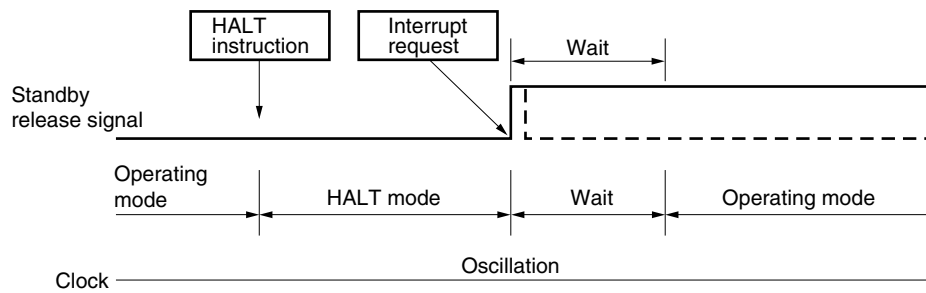 HALT
instruction
Interrupt
request
Wait
Standby
release signal
Operating
mode
HALT mode
Wait
Operating mode
Oscillation
Clock